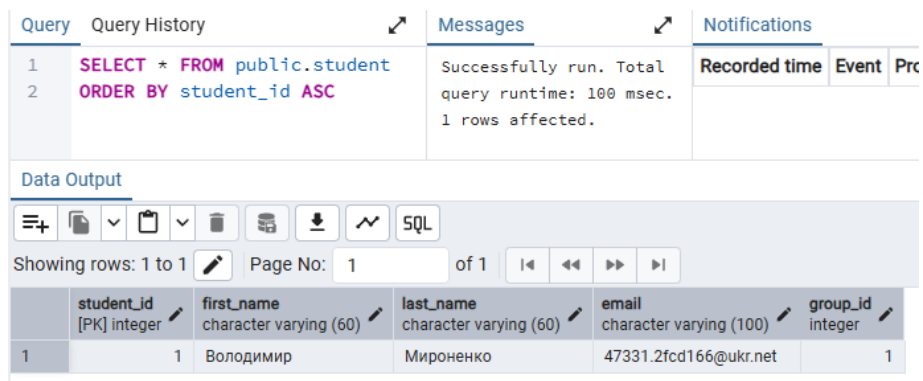 Query Query History
Messages
Notifications
1 SELECT * FROM public.student
2 ORDER BY student_id ASC
Successfully run. Total
query runtime: 100 msec.
1 rows affected.
Recorded time Event Pro
Data Output
SQL
Showing rows: 1 to 1 Page No: 1 of 1
student_id first_name last_name email group_id
[PK] integer character varying (60) character varying (60) character varying (100) integer
1 1 Володимир Мироненко 47331.2fcd166@ukr.net 1